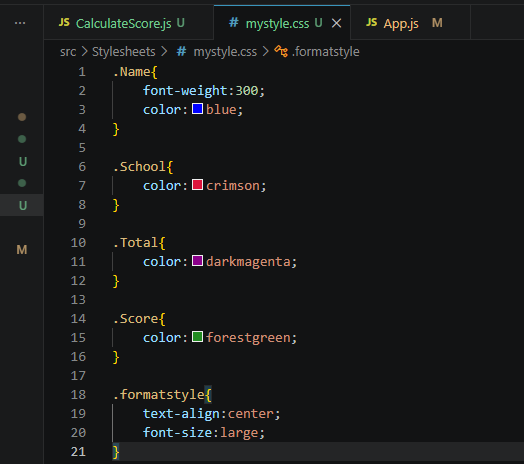 ... JS CalculateScore.js U # mystyle.css U × JS App.js M
src > Stylesheets > # mystyle.css > .formatstyle
1 .Name{
2 font-weight:300;
3 color:blue;
4 }
5
6 .School{
7 color:crimson;
8 }
9
10 .Total{
11 color:darkmagenta;
12 }
13
14 .Score{
15 color:forestgreen;
16 }
17
18 .formatstyle{
19 text-align:center;
20 font-size:large;
21 }
U
U
M